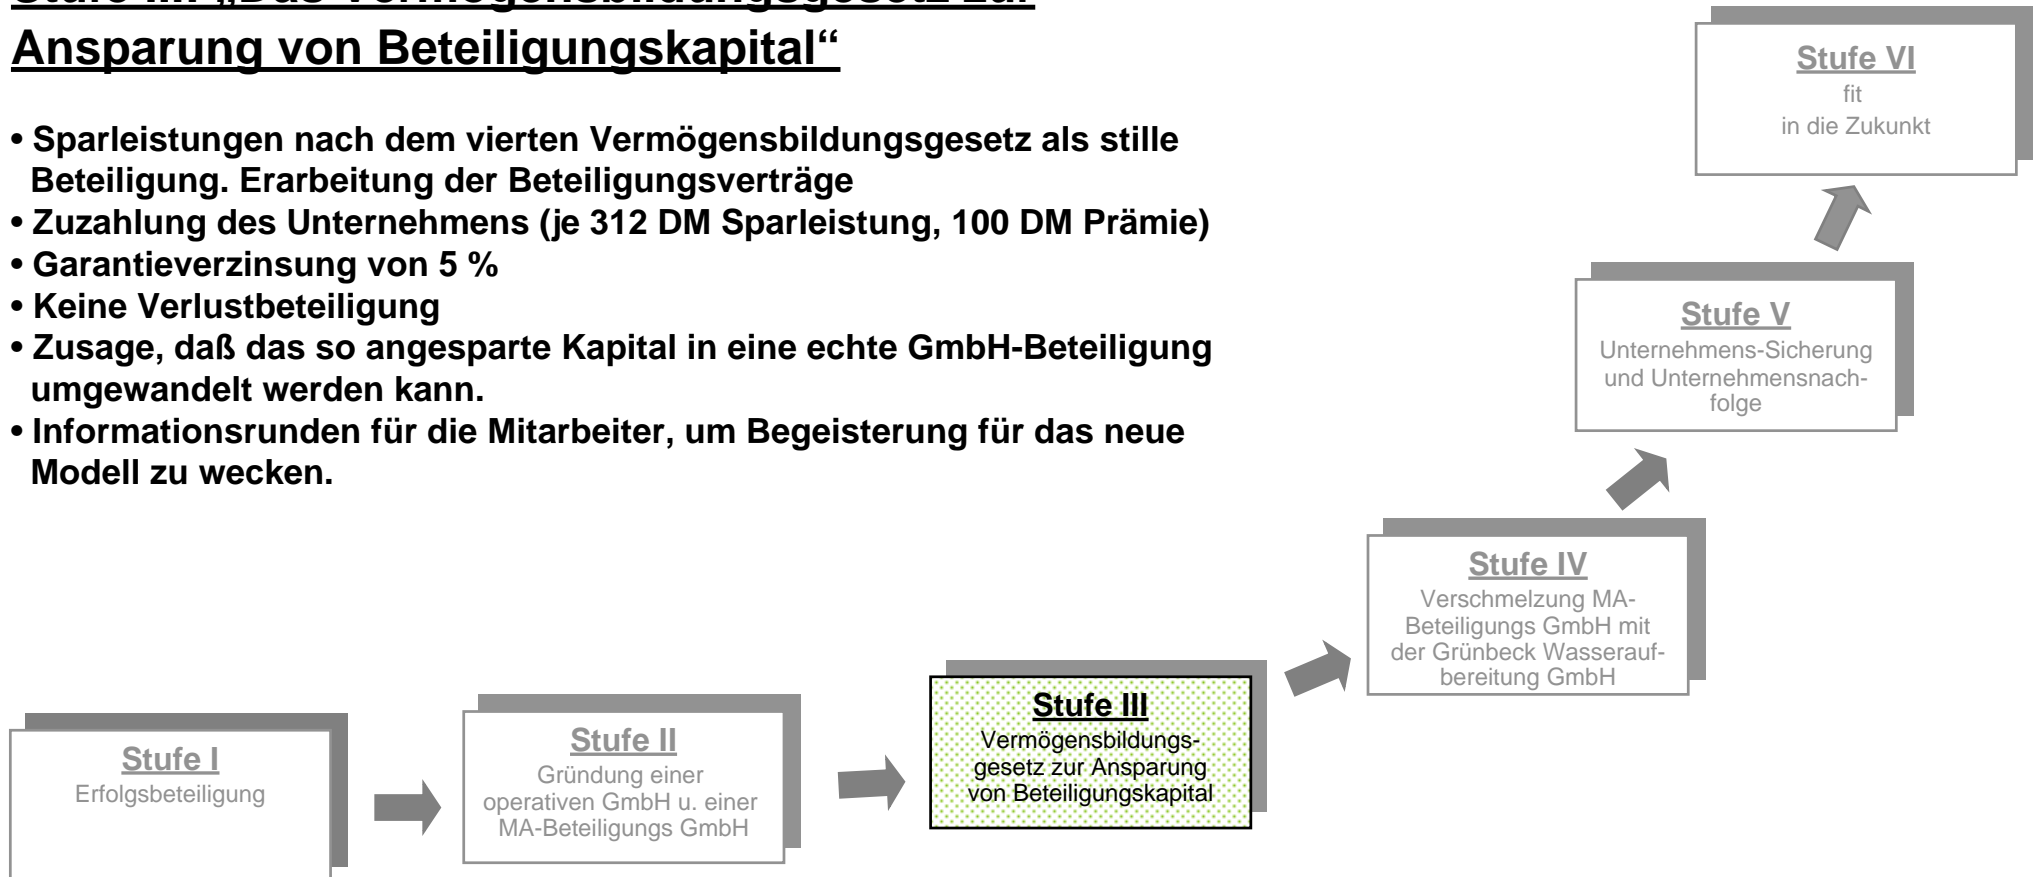 Stufe III: „Das Vermögensbildungsgesetz zur
Ansparung von Beteiligungskapital“
• Sparleistungen nach dem vierten Vermögensbildungsgesetz als stille
Beteiligung. Erarbeitung der Beteiligungsverträge
• Zuzahlung des Unternehmens (je 312 DM Sparleistung, 100 DM Prämie)
• Garantieverzinsung von 5 %
• Keine Verlustbeteiligung
• Zusage, daß das so angesparte Kapital in eine echte GmbH-Beteiligung
umgewandelt werden kann.
• Informationsrunden für die Mitarbeiter, um Begeisterung für das neue
Modell zu wecken.
Stufe I
Erfolgsbeteiligung
Stufe II
Gründung einer
operativen GmbH u. einer
MA-Beteiligungs GmbH
Stufe III
Vermögensbildungs-
gesetz zur Ansparung
von Beteiligungskapital
Stufe IV
Verschmelzung MA-
Beteiligungs GmbH mit
der Grünbeck Wasserauf-
bereitung GmbH
Stufe V
Unternehmens-Sicherung
und Unternehmensnach-
folge
Stufe VI
fit
in die Zukunkt